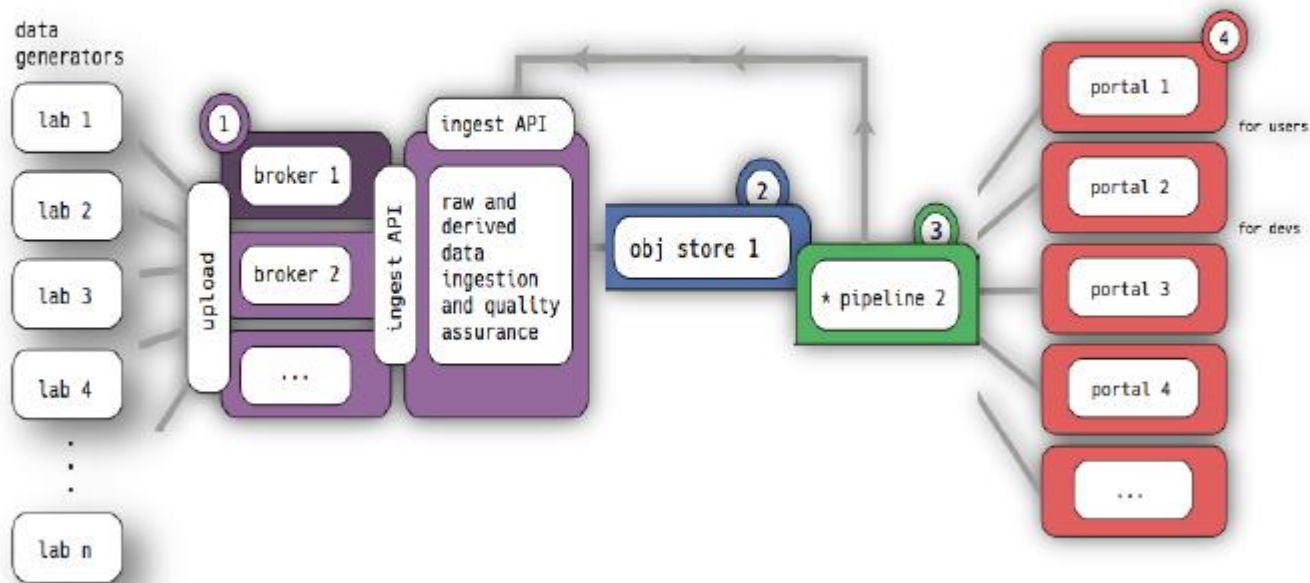 data
generators
lab 1
lab 2
lab 3
lab 4
.
.
.
lab n
1
upload
broker 1
broker 2
...
ingest API
ingest API
raw and
derived
data
ingestion
and quality
assurance
2
obj store 1
3
* pipeline 2
4
portal 1
for users
portal 2
for devs
portal 3
portal 4
...